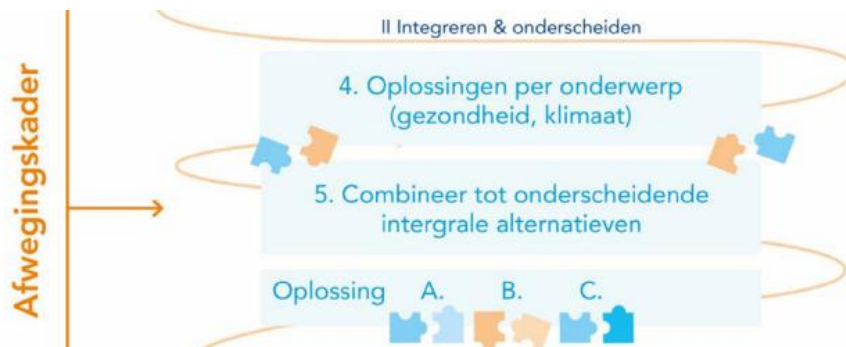 Afwegingskader
II Integreren & onderscheiden
4. Oplossingen per onderwerp
(gezondheid, klimaat)
5. Combineer tot onderscheidende
intergrale alternatieven
Oplossing A. B. C.